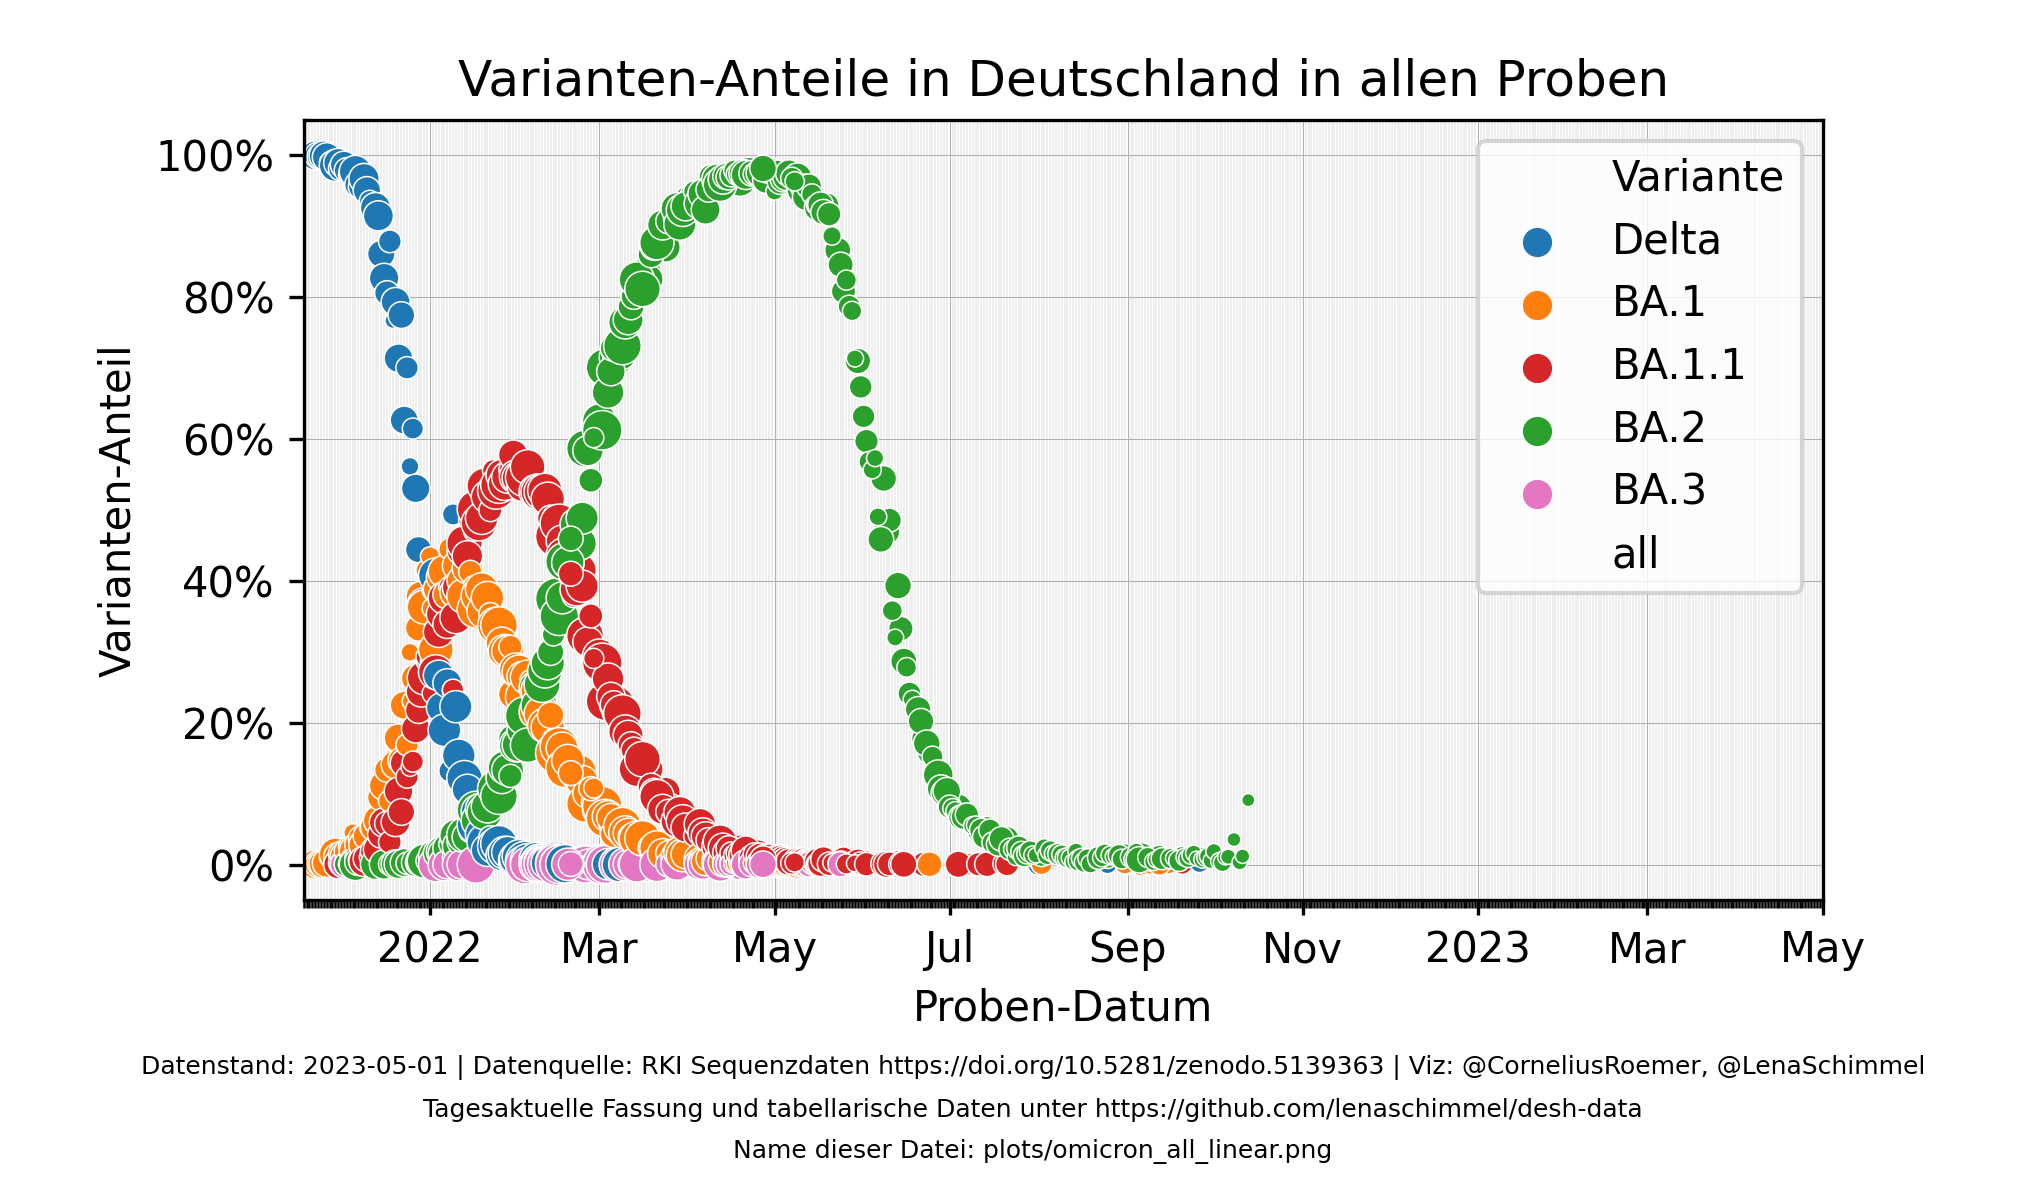 Varianten-Anteile in Deutschland in allen Proben
Varianten-Anteil
100%
80%
60%
40%
20%
0%
Variante
Delta
BA.1
BA.1.1
BA.2
BA.3
all
2022 Mar May Jul Sep Nov 2023 Mar May
Proben-Datum
Datenstand: 2023-05-01 | Datenquelle: RKI Sequenzdaten https://doi.org/10.5281/zenodo.5139363 | Viz: @CorneliusRoemer, @LenaSchimmel
Tagesaktuelle Fassung und tabellarische Daten unter https://github.com/lenaschimmel/desh-data
Name dieser Datei: plots/omicron_all_linear.png